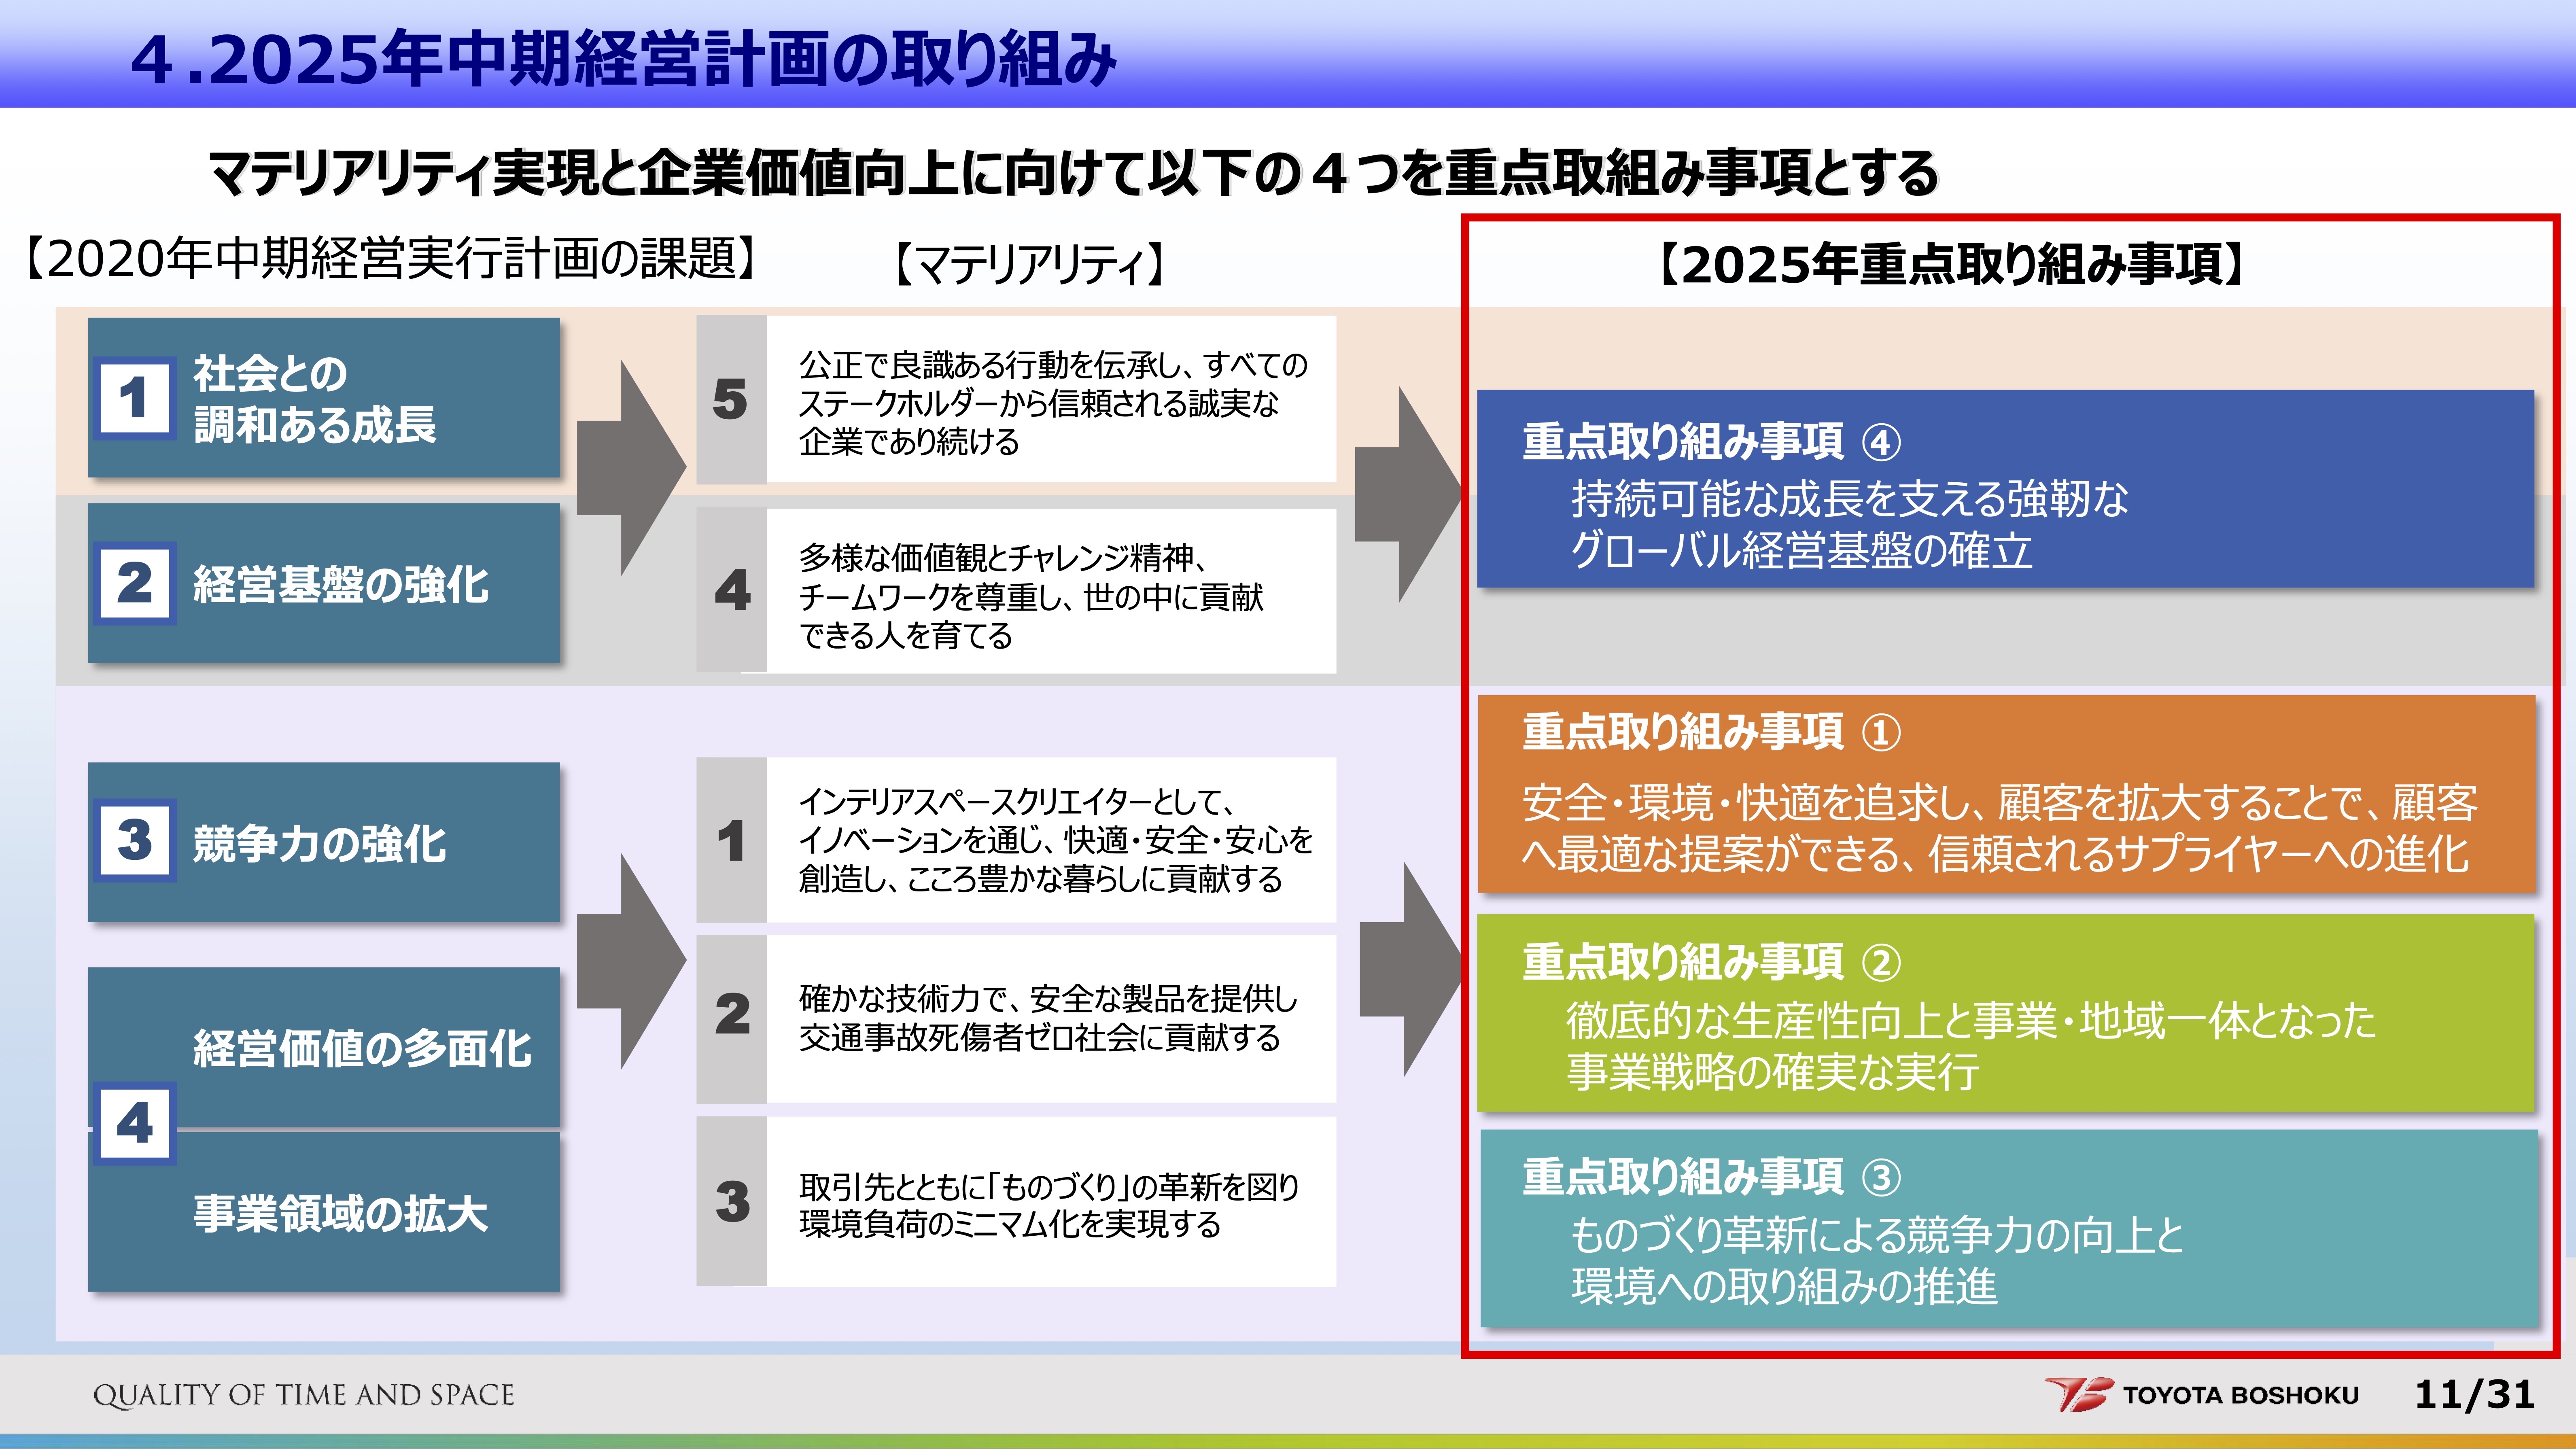 ４.2025年中期経営計画の取り組み
マテリアリティ実現と企業価値向上に向けて以下の４つを重点取組み事項とする
【2020年中期経営実行計画の課題】
【マテリアリティ】
【2025年重点取り組み事項】
1
社会との
調和ある成長
2
経営基盤の強化
5
公正で良識ある行動を伝承し、すべての
ステークホルダーから信頼される誠実な
企業であり続ける
4
多様な価値観とチャレンジ精神、
チームワークを尊重し、世の中に貢献
できる人を育てる
重点取り組み事項 ④
持続可能な成長を支える強靭な
グローバル経営基盤の確立
3
競争力の強化
4
経営価値の多面化
事業領域の拡大
1
インテリアスペースクリエイターとして、
イノベーションを通じ、快適・安全・安心を
創造し、こころ豊かな暮らしに貢献する
2
確かな技術力で、安全な製品を提供し
交通事故死傷者ゼロ社会に貢献する
3
取引先とともに「ものづくり」の革新を図り
環境負荷のミニマム化を実現する
重点取り組み事項 ①
安全・環境・快適を追求し、顧客を拡大することで、顧客
へ最適な提案ができる、信頼されるサプライヤーへの進化
重点取り組み事項 ②
徹底的な生産性向上と事業・地域一体となった
事業戦略の確実な実行
重点取り組み事項 ③
ものづくり革新による競争力の向上と
環境への取り組みの推進
QUALITY OF TIME AND SPACE
TOYOTA BOSHOKU
11/31